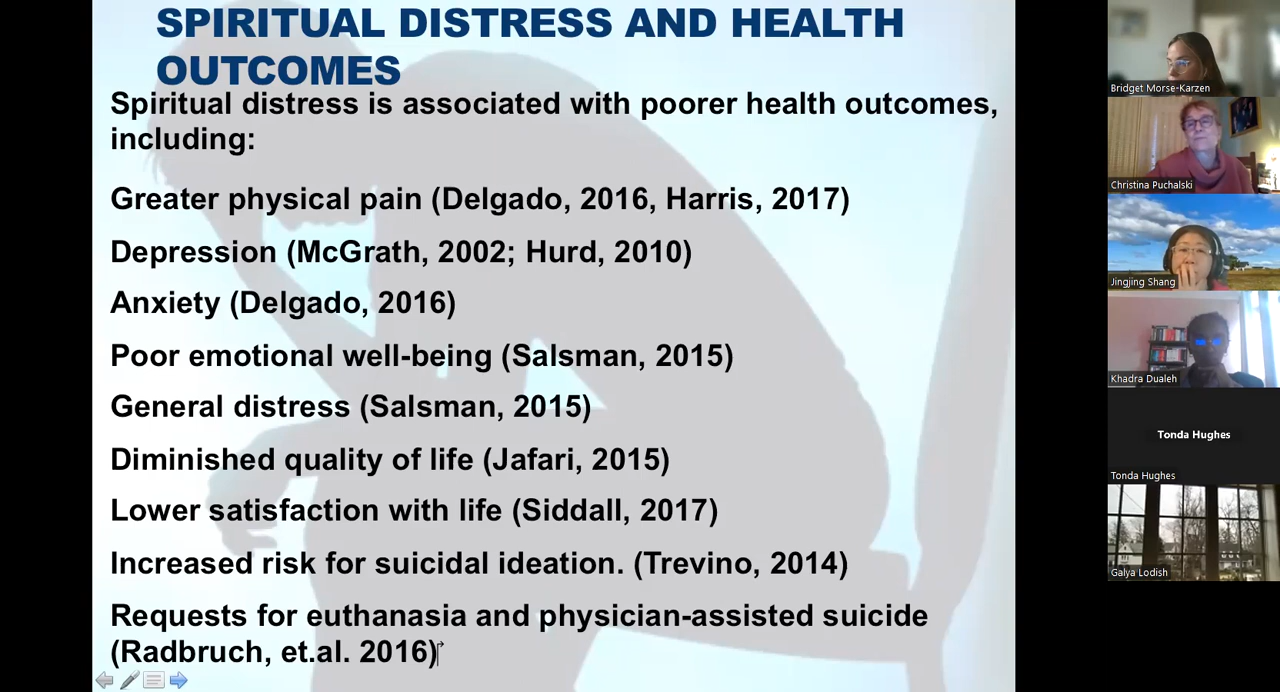 SPIRITUAL DISTRESS AND HEALTH
OUTCOMES
Spiritual distress is associated with poorer health outcomes,
including:
Greater physical pain (Delgado, 2016, Harris, 2017)
Depression (McGrath, 2002; Hurd, 2010)
Anxiety (Delgado, 2016)
Poor emotional well-being (Salsman, 2015)
General distress (Salsman, 2015)
Diminished quality of life (Jafari, 2015)
Lower satisfaction with life (Siddall, 2017)
Increased risk for suicidal ideation. (Trevino, 2014)
Requests for euthanasia and physician-assisted suicide
(Radbruch, et.al. 2016)
Bridget Morse-Karzen
Christina Puchalski
Jingjing Shang
Khadra Dualeh
Tonda Hughes
Tonda Hughes
Galya Lodish